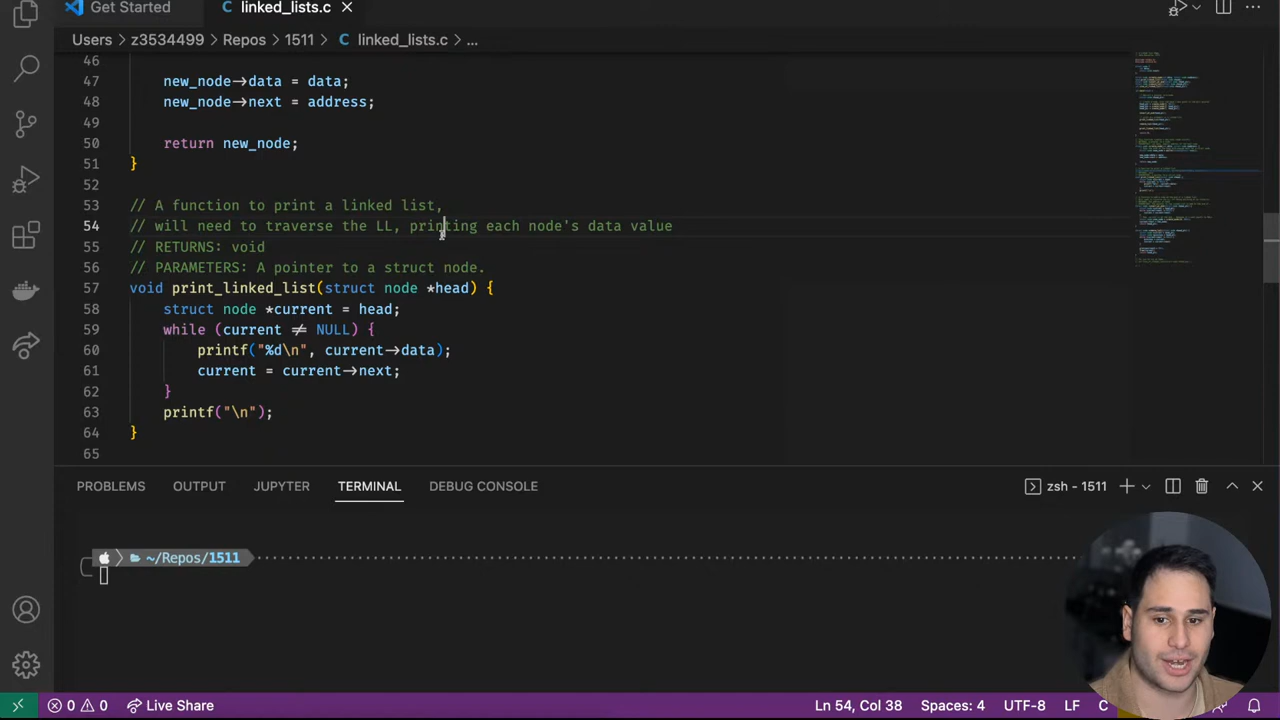 Get Started
C linked_lists.c
Users > z3534499 > Repos > 1511 > C linked_lists.c > ...
46
47 new_node->data = data;
48 new_node->next = address;
49
50 return new_node;
51 }
52
53 // A function to print a linked list,
54 // will need to traverse the LL, printing each node's data value
55 // RETURNS: void
56 // PARAMETERS: A pointer to a struct node.
57 void print_linked_list(struct node *head) {
58 struct node *current = head;
59 while (current != NULL) {
60 printf("%d\n", current->data);
61 current = current->next;
62 }
63 printf("\n");
64 }
65
PROBLEMS OUTPUT JUPYTER TERMINAL DEBUG CONSOLE
zsh - 1511
~/Repos/1511
0 0 Live Share
Ln 54, Col 38 Spaces: 4 UTF-8 LF C